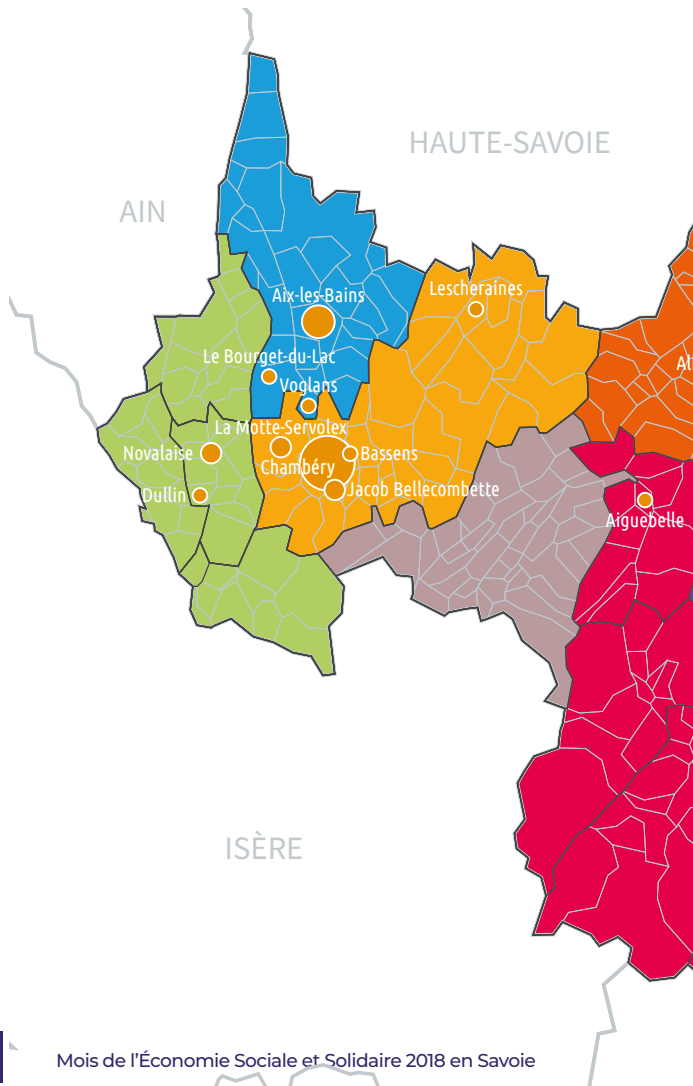 HAUTE-SAVOIE
AIN
Aix-les-Bains
Lescheraines
Le Bourget-du-Lac
Voglans
La Motte-Servolex
Novalaise
Chambéry
Bassens
Dullin
Jacob Bellecombette
Aiguebelle
ISÈRE
Mois de l'Économie Sociale et Solidaire 2018 en Savoie